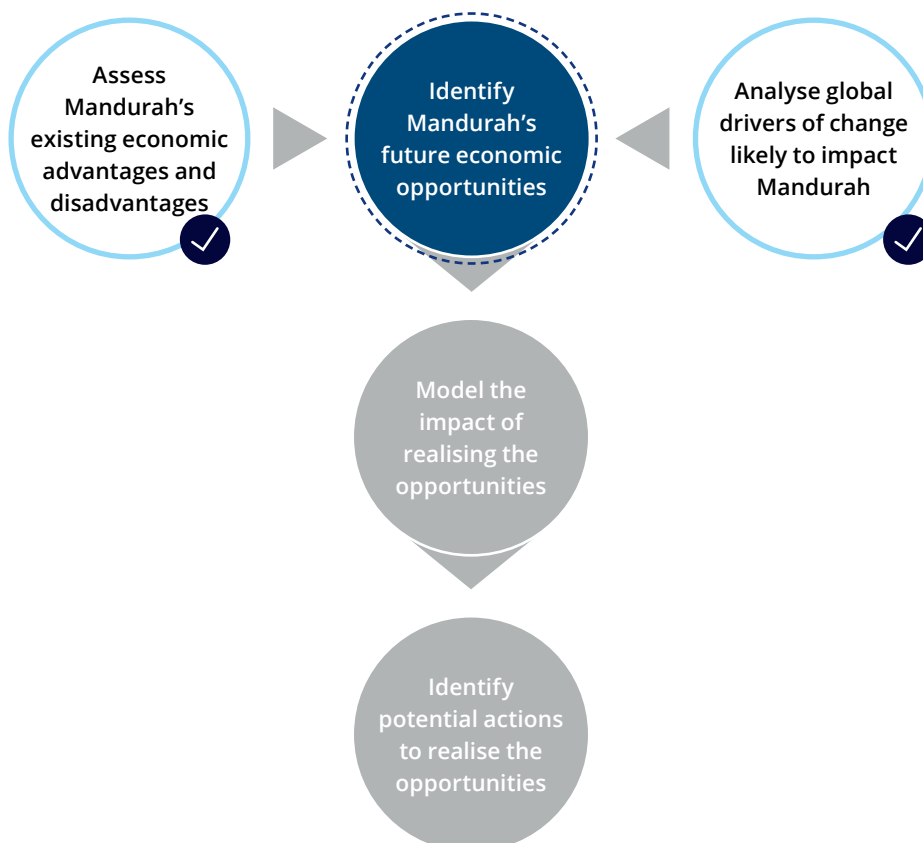 Assess
Mandurah's
existing economic
advantages and
disadvantages
Identify
Mandurah's
future economic
opportunities
Analyse global
drivers of change
likely to impact
Mandurah
Model the
impact of
realising the
opportunities
Identify
potential actions
to realise the
opportunities